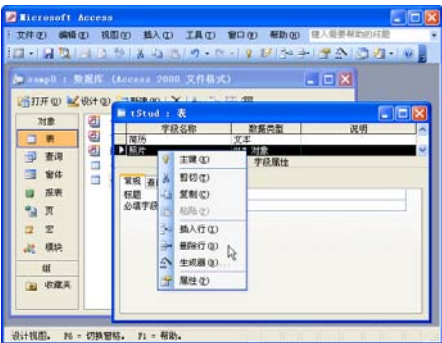 Microsoft Access
文件(F) 编辑(E) 视图(V) 插入(I) 工具(T) 窗口(W) 帮助(H) 键入需要帮助的问题
samp0 : 数据库 (Access 2000 文件格式)
打开(O) 设计(D)
对象
表
查询
窗体
报表
页
宏
模块
组
收藏夹
tStud : 表
字段名称 数据类型 说明
简历 文本
照片 OLE 对象
字段属性
常规
标题
必填字段
主键(K)
剪切(T)
复制(C)
粘贴(P)
插入行(I)
删除行(D)
生成器(B)...
属性(P)
设计视图。 F6 = 切换窗格。 F1 = 帮助。